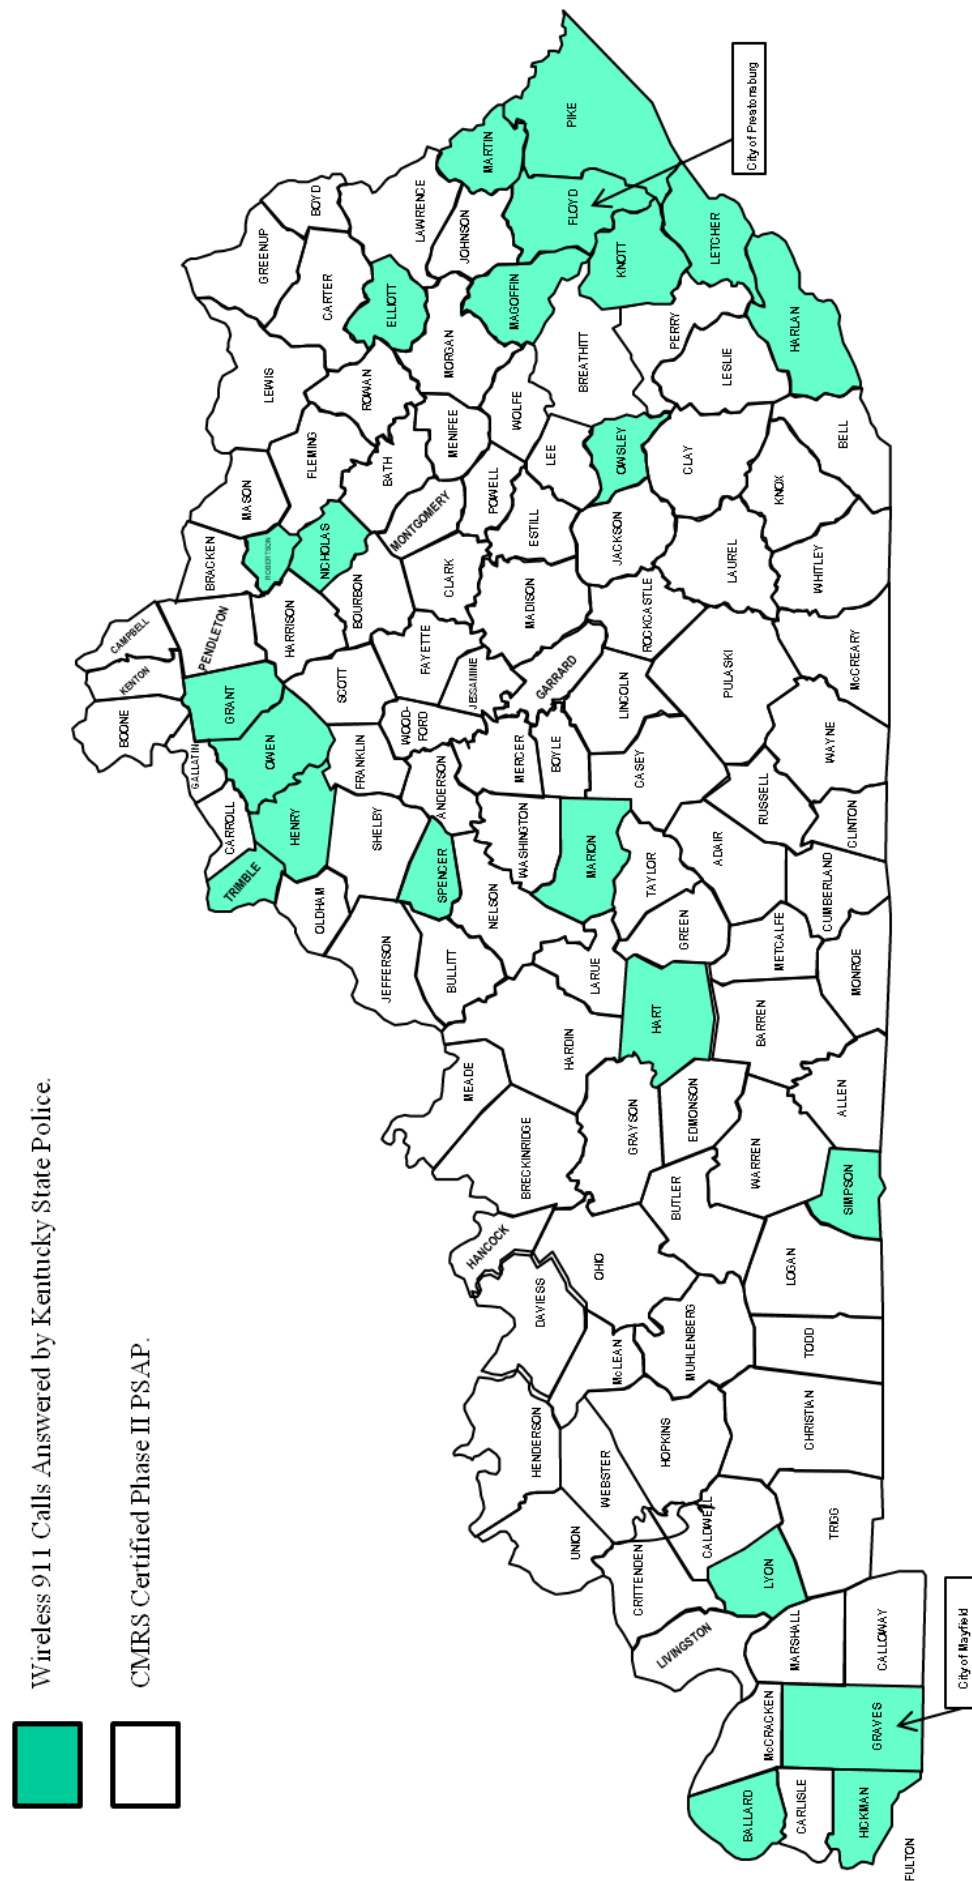 Wireless 911 Calls Answered by Kentucky State Police.
CMRS Certified Phase II PSAP.
BOONE
KENTON
CAMPBELL
GALLATIN
GRANT
PENDLETON
BRACKEN
MASON
LEWIS
GREENUP
BOYD
CARTER
CARROLL
TRIMBLE
OWEN
HENRY
OLDHAM
HARRISON
ROBERTSON
NICHOLAS
FLEMING
ROWAN
ELLIOTT
LAWRENCE
SHELBY
FRANKLIN
SCOTT
BOURBON
BATH
JEFFERSON
SPENCER
ANDERSON
WOOD-
FORD
FAYETTE
CLARK
MONTGOMERY
MENIFEE
MORGAN
JOHNSON
MARTIN
MEADE
BULLITT
NELSON
WASHINGTON
MERCER
JESSAMINE
MADISON
ESTILL
POWELL
WOLFE
MAGOFFIN
FLOYD
PIKE
HANCOCK
BRECKINRIDGE
HARDIN
LARUE
MARION
BOYLE
GARRARD
LINCOLN
ROCKCASTLE
JACKSON
LEE
OWSLEY
BREATHITT
KNOTT
HENDERSON
DAVIESS
OHIO
GRAYSON
HART
GREEN
TAYLOR
CASEY
PULASKI
LAUREL
CLAY
PERRY
LESLIE
LETCHER
City of Prestonsburg
UNION
WEBSTER
McLEAN
MUHLENBERG
BUTLER
EDMONSON
WARREN
BARREN
METCALFE
ADAIR
RUSSELL
WAYNE
McCREARY
WHITLEY
KNOX
BELL
HARLAN
CRITTENDEN
LIVINGSTON
CALDWELL
HOPKINS
LYON
TRIGG
CHRISTIAN
TODD
LOGAN
SIMPSON
ALLEN
MONROE
CUMBERLAND
CLINTON
BALLARD
McCRACKEN
MARSHALL
CARLISLE
GRAVES
CALLOWAY
HICKMAN
FULTON
City of Mayfield